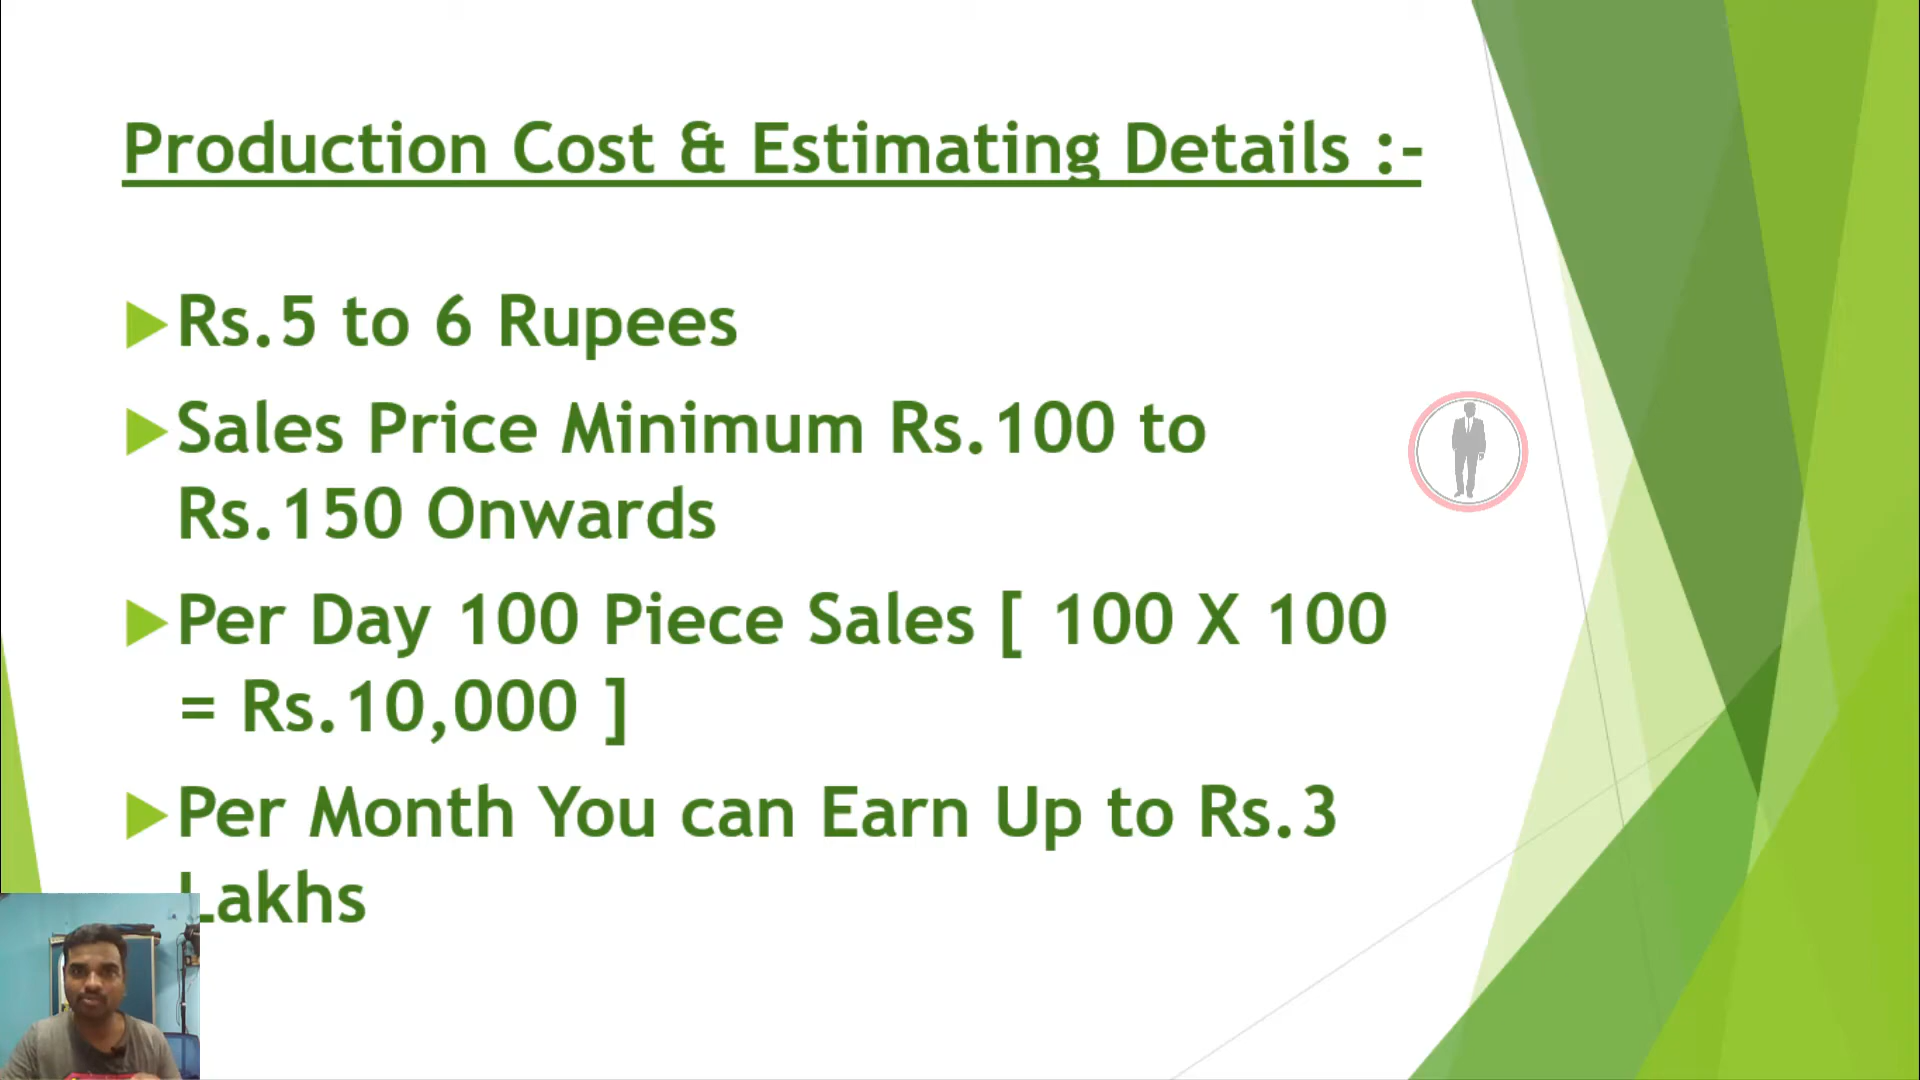 Production Cost & Estimating Details :-
Rs.5 to 6 Rupees
Sales Price Minimum Rs.100 to
Rs.150 Onwards
Per Day 100 Piece Sales [ 100 X 100
= Rs.10,000 ]
Per Month You can Earn Up to Rs.3
Lakhs